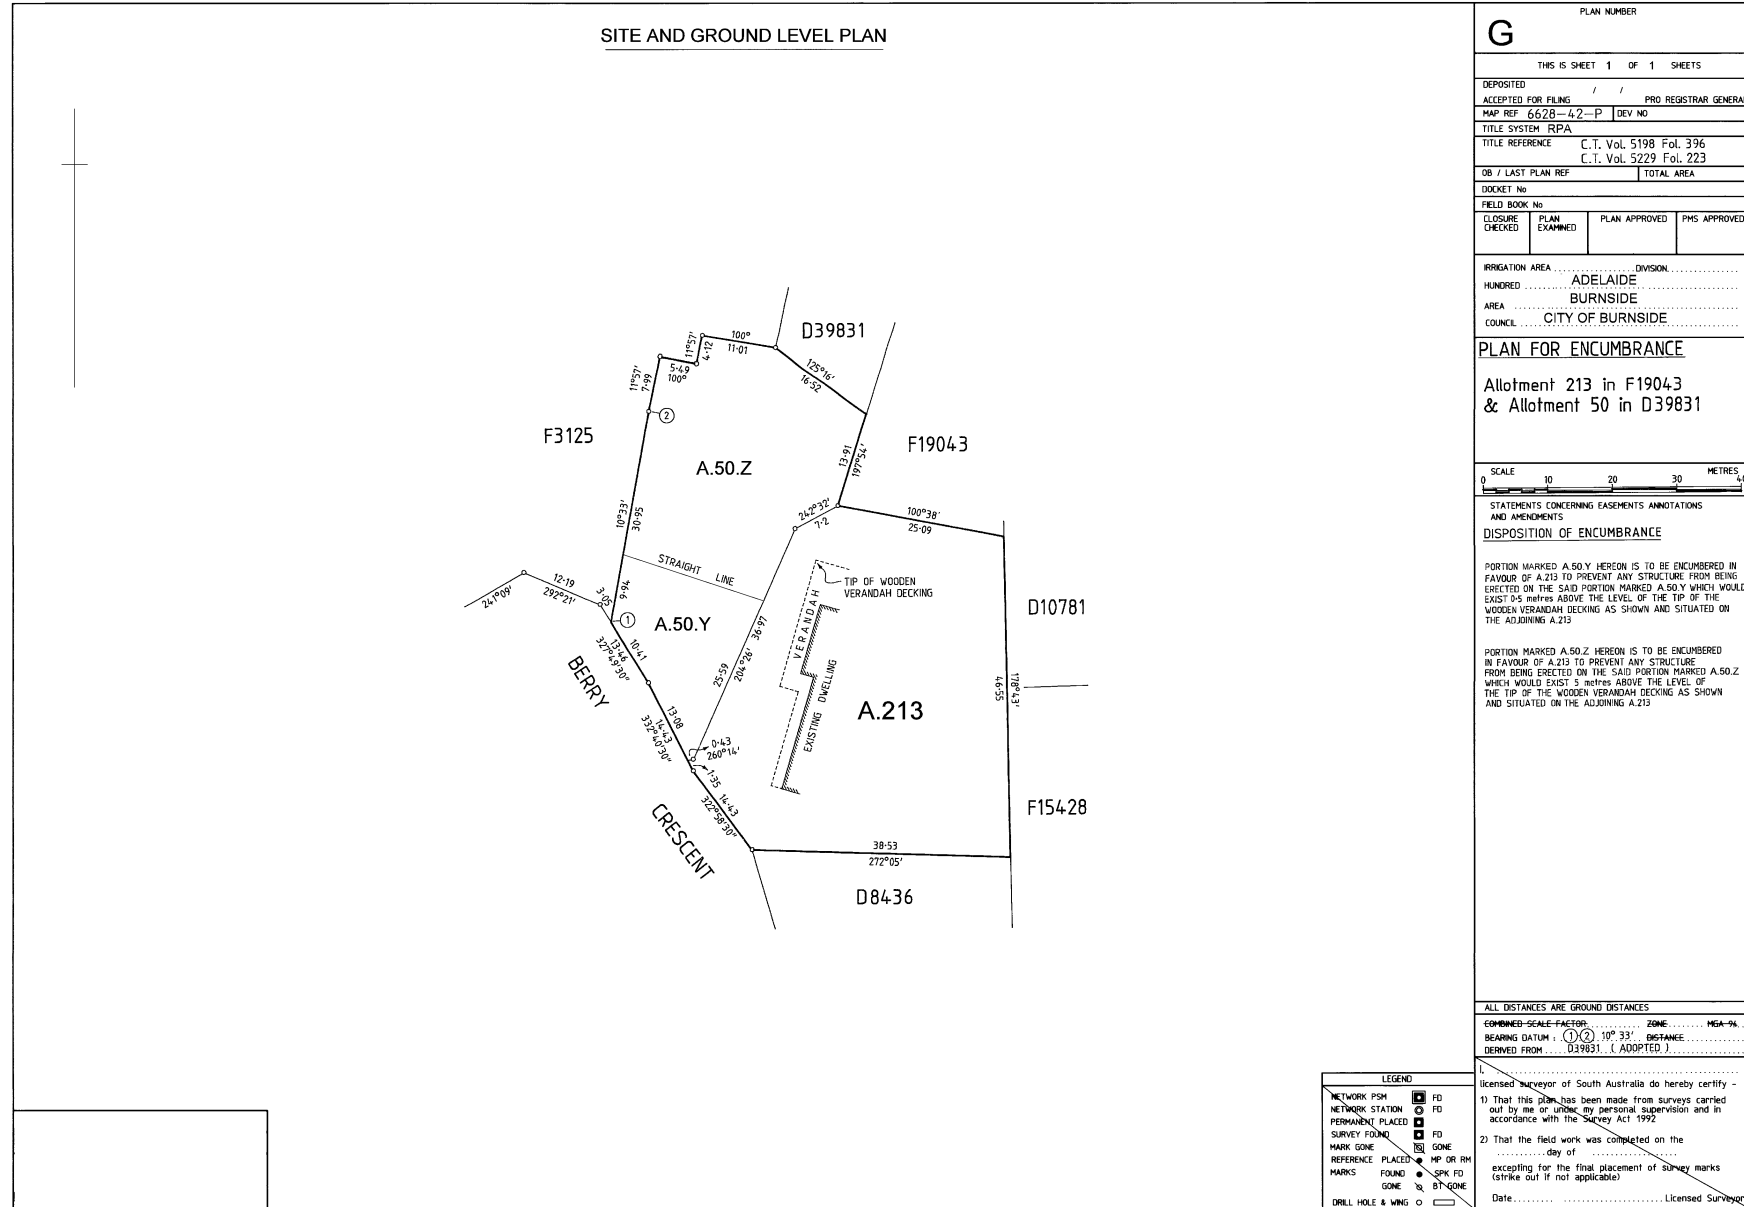 SITE AND GROUND LEVEL PLAN
D39831
100°
11·01
11°57'
4·12
5·49
100°
11°57'
7·99
125°16'
16·52
2
F3125
A.50.Z
F19043
13·91
197°54'
10°33'
30·95
242°32'
7·2
100°38'
25·09
STRAIGHT LINE
TIP OF WOODEN
VERANDAH DECKING
12·19
292°21'
241°09'
3·05
9·94
1
A.50.Y
VERANDAH
D10781
10·41
13·46
327°49'30"
36·97
25·59
204°26'
BERRY
EXISTING DWELLING
A.213
178°43'
46·55
13·08
14·43
332°40'30"
0·43
260°14'
1·35
14·43
322°58'30"
CRESCENT
F15428
38·53
272°05'
D8436
PLAN NUMBER
G
THIS IS SHEET 1 OF 1 SHEETS
DEPOSITED
/ /
ACCEPTED FOR FILING PRO REGISTRAR GENERAL
MAP REF 6628-42-P DEV NO
TITLE SYSTEM RPA
TITLE REFERENCE C.T. Vol. 5198 Fol. 396
C.T. Vol. 5229 Fol. 223
OB / LAST PLAN REF TOTAL AREA
DOCKET No
FIELD BOOK No
CLOSURE CHECKED PLAN EXAMINED PLAN APPROVED PMS APPROVED
IRRIGATION AREA DIVISION
HUNDRED ADELAIDE
AREA BURNSIDE
COUNCIL CITY OF BURNSIDE
PLAN FOR ENCUMBRANCE
Allotment 213 in F19043
& Allotment 50 in D39831
SCALE METRES
0 10 20 30 40
STATEMENTS CONCERNING EASEMENTS ANNOTATIONS
AND AMENDMENTS
DISPOSITION OF ENCUMBRANCE
PORTION MARKED A.50.Y HEREON IS TO BE ENCUMBERED IN
FAVOUR OF A.213 TO PREVENT ANY STRUCTURE FROM BEING
ERECTED ON THE SAID PORTION MARKED A.50.Y WHICH WOULD
EXIST 0·5 metres ABOVE THE LEVEL OF THE TIP OF THE
WOODEN VERANDAH DECKING AS SHOWN AND SITUATED ON
THE ADJOINING A.213
PORTION MARKED A.50.Z HEREON IS TO BE ENCUMBERED
IN FAVOUR OF A.213 TO PREVENT ANY STRUCTURE
FROM BEING ERECTED ON THE SAID PORTION MARKED A.50.Z
WHICH WOULD EXIST 5 metres ABOVE THE LEVEL OF
THE TIP OF THE WOODEN VERANDAH DECKING AS SHOWN
AND SITUATED ON THE ADJOINING A.213
ALL DISTANCES ARE GROUND DISTANCES
COMBINED SCALE FACTOR ZONE MGA 94
BEARING DATUM : 1 2 10° 33' DISTANCE
DERIVED FROM D39831 ( ADOPTED )
I,
licensed surveyor of South Australia do hereby certify -
1) That this plan has been made from surveys carried
out by me or under my personal supervision and in
accordance with the Survey Act 1992
2) That the field work was completed on the
day of
excepting for the final placement of survey marks
(strike out if not applicable)
Date Licensed Surveyor
LEGEND
NETWORK PSM FD
NETWORK STATION FD
PERMANENT PLACED
SURVEY FOUND FD
MARK GONE GONE
REFERENCE PLACED MP OR RM
MARKS FOUND SPK FD
GONE BT GONE
DRILL HOLE & WING